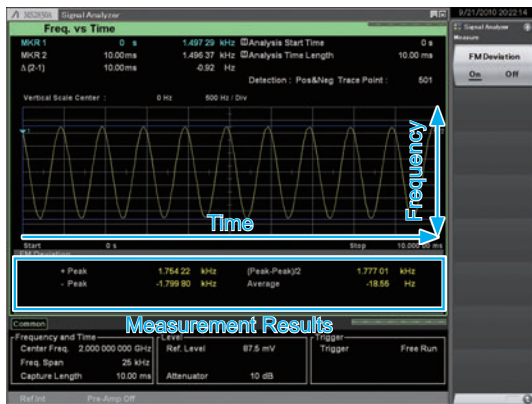 MS2830A Signal Analyzer 9/21/2010 20:22:14
Freq. vs Time
MKR 1 0 s 1.497 29 kHz Analysis Start Time 0 s
MKR 2 10.00ms 1.496 37 kHz Analysis Time Length 10.00 ms
Δ(2-1) 10.00ms -0.92 Hz
Detection : Pos&Neg Trace Point : 501
Vertical Scale Center : 0 Hz 500 Hz / Div
1
Frequency
Time
Start 0 s Stop 10.000 00 ms
FM Deviation
+ Peak 1.754 22 kHz (Peak-Peak)/2 1.777 01 kHz
- Peak -1.799 80 kHz Average -18.55 Hz
Measurement Results
Common
Frequency and Time
Center Freq. 2.000 000 000 GHz
Freq. Span 25 kHz
Capture Length 10.00 ms
Level
Ref. Level 87.5 mV
Attenuator 10 dB
Trigger
Trigger Free Run
Ref.Int Pre-Amp Off
Signal Analyzer
Measure
FM Deviation
On Off